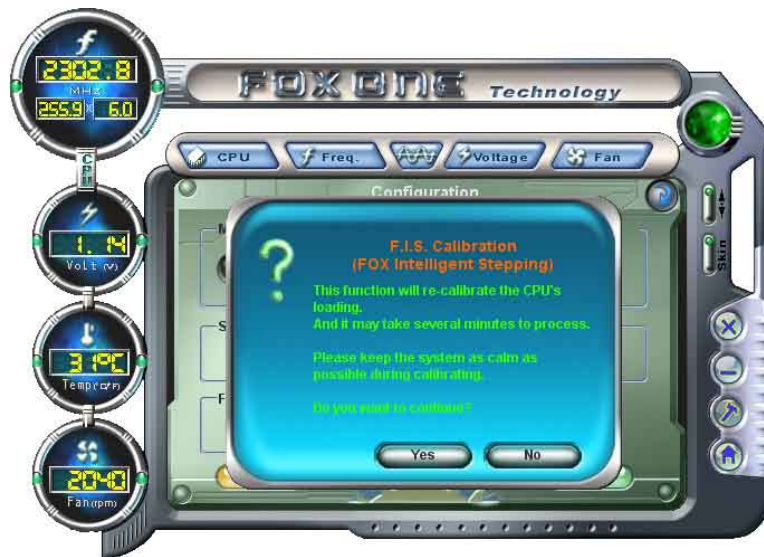 2302.8
MHZ
255.9 x 6.0
CPU
1.14
Volt (v)
31°C
Temp(c/f)
2040
Fan(rpm)
FOX ONE Technology
CPU
Freq.
Voltage
Fan
Configuration
M
S
F
F.I.S. Calibration
(FOX Intelligent Stepping)
This function will re-calibrate the CPU's
loading.
And it may take several minutes to process.
Please keep the system as calm as
possible during calibrating.
Do you want to continue?
Yes
No
Skin